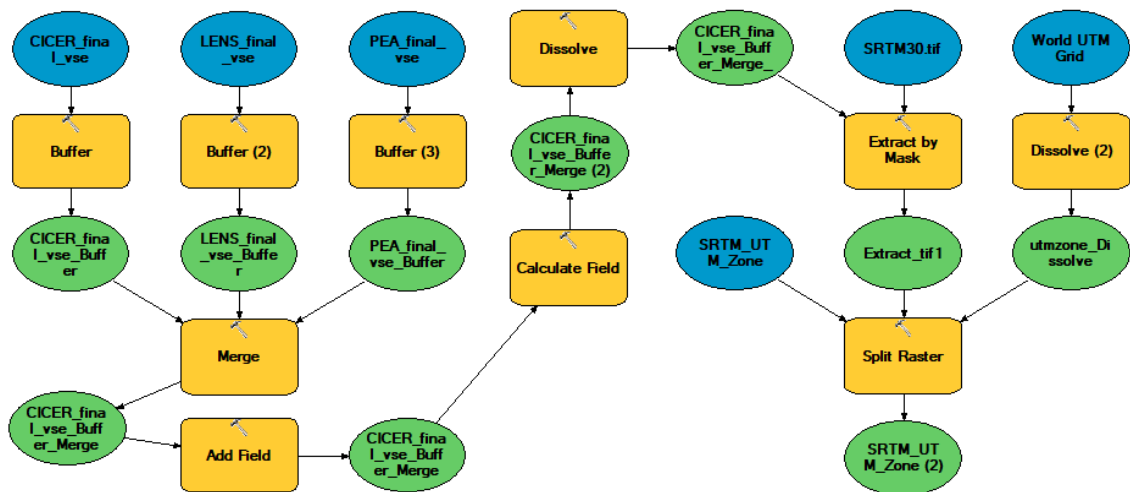 CICER_fina
l_vse
LENS_final
_vse
PEA_final_
vse
Dissolve
CICER_fina
l_vse_Buff
er_Merge_
SRTM30.tif
World UTM
Grid
Buffer
Buffer (2)
Buffer (3)
CICER_fina
l_vse_Buffe
r_Merge (2)
Extract by
Mask
Dissolve (2)
CICER_fina
l_vse_Buff
er
LENS_final
_vse_Buffe
r
PEA_final_
vse_Buffer
Calculate Field
SRTM_UT
M_Zone
Extract_tif1
utmzone_Di
ssolve
Merge
Split Raster
CICER_fina
l_vse_Buff
er_Merge
Add Field
CICER_fina
l_vse_Buff
er_Merge
SRTM_UT
M_Zone (2)